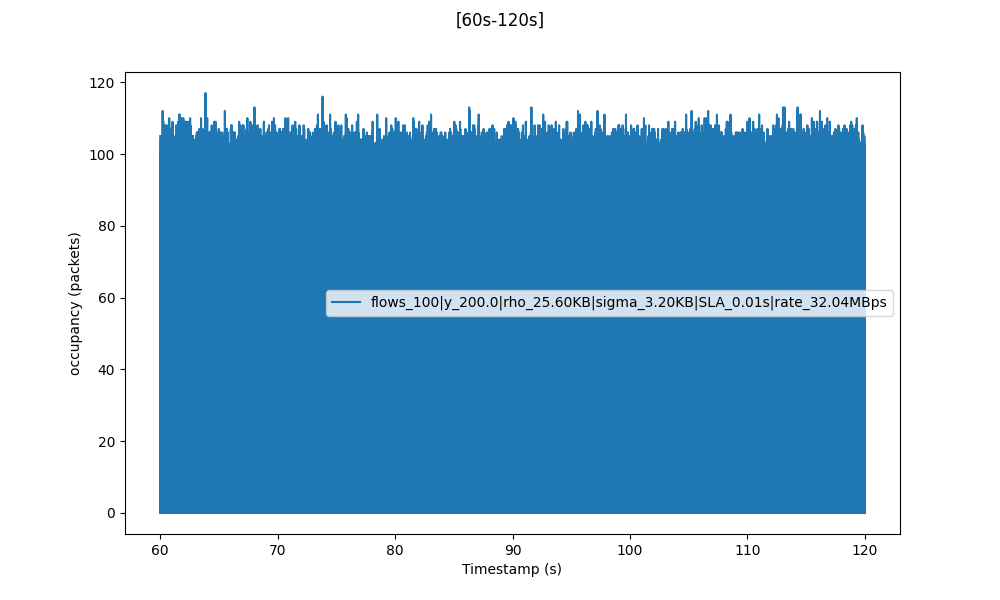 [60s-120s]
120
100
80
60
40
20
0
occupancy (packets)
flows_100|y_200.0|rho_25.60KB|sigma_3.20KB|SLA_0.01s|rate_32.04MBps
60 70 80 90 100 110 120
Timestamp (s)